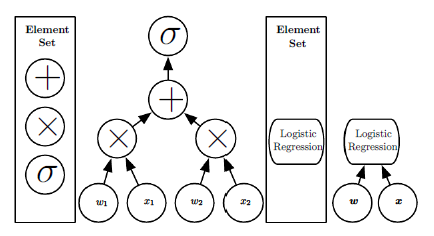 Element
Set
+
×
σ
σ
+
×
×
w₁
x₁
w₂
x₂
Element
Set
Logistic
Regression
Logistic
Regression
w
x